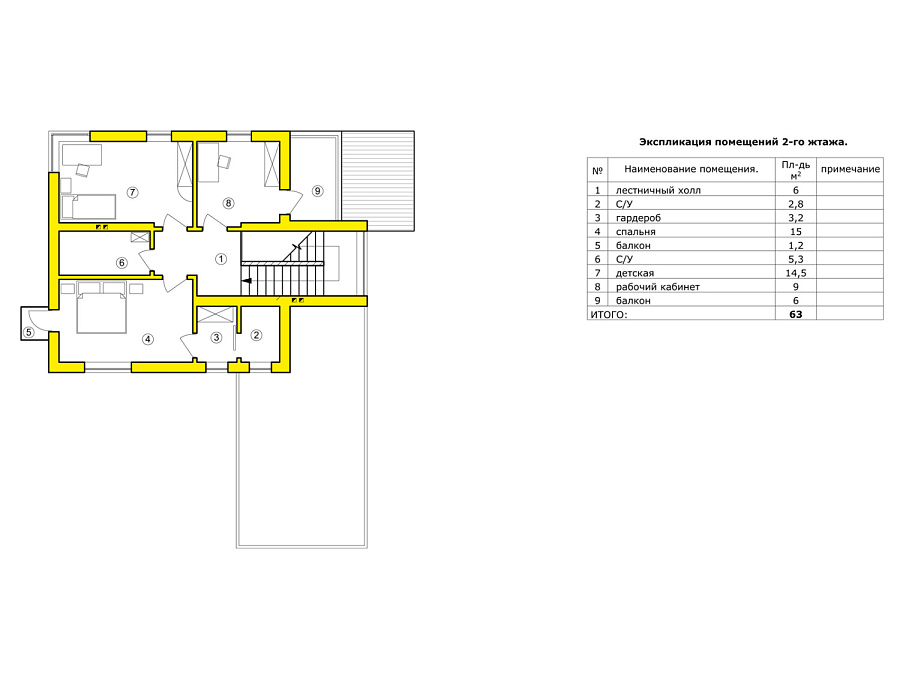 Экспликация помещений 2-го жтажа.
№ Наименование помещения. Пл-дь м² примечание
1 лестничный холл 6
2 С/У 2,8
3 гардероб 3,2
4 спальня 15
5 балкон 1,2
6 С/У 5,3
7 детская 14,5
8 рабочий кабинет 9
9 балкон 6
ИТОГО: 63
7
8
9
6
1
5
4
3
2